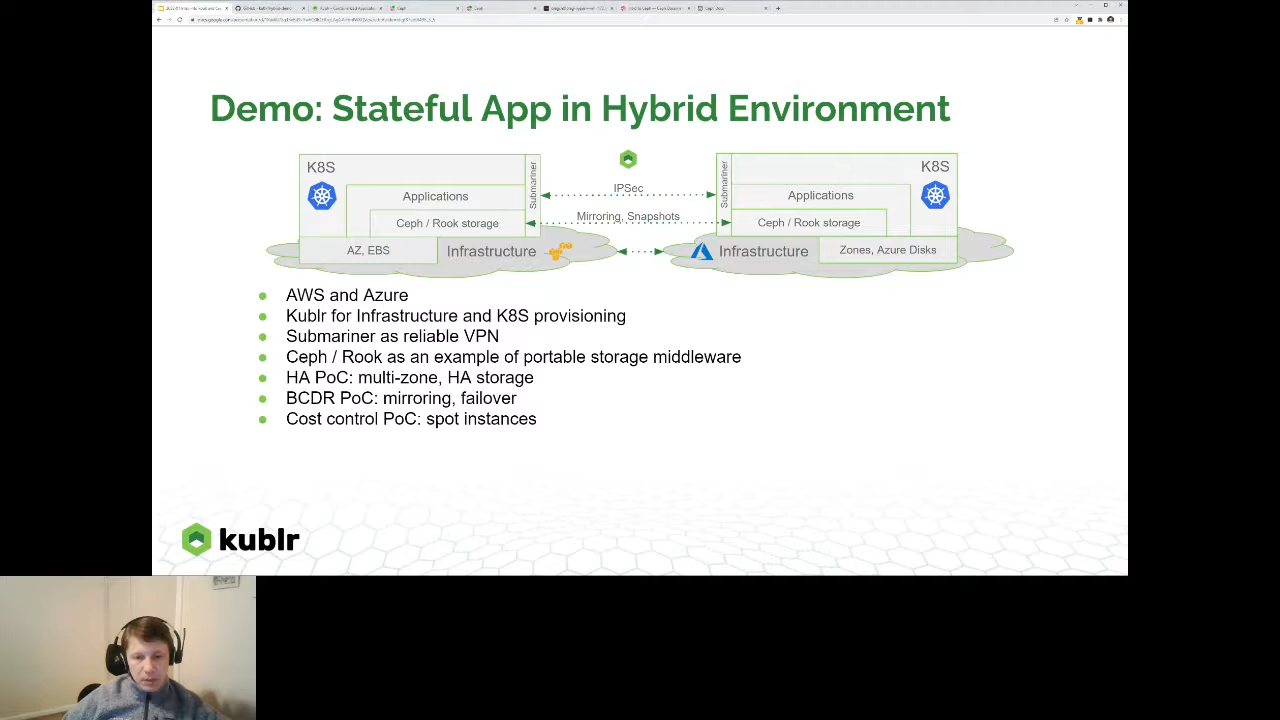 Demo: Stateful App in Hybrid Environment
K8S
Submariner
Applications
Ceph / Rook storage
AZ, EBS
Infrastructure
IPSec
Mirroring, Snapshots
Submariner
K8S
Applications
Ceph / Rook storage
Infrastructure
Zones, Azure Disks
AWS and Azure
Kublr for Infrastructure and K8S provisioning
Submariner as reliable VPN
Ceph / Rook as an example of portable storage middleware
HA PoC: multi-zone, HA storage
BCDR PoC: mirroring, failover
Cost control PoC: spot instances
kublr